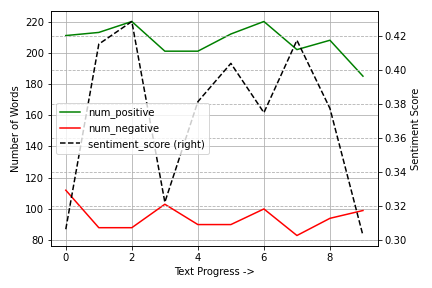 220
200
180
160
140
120
100
80
Number of Words
num_positive
num_negative
sentiment_score (right)
0.42
0.40
0.38
0.36
0.34
0.32
0.30
Sentiment Score
0 2 4 6 8
Text Progress ->